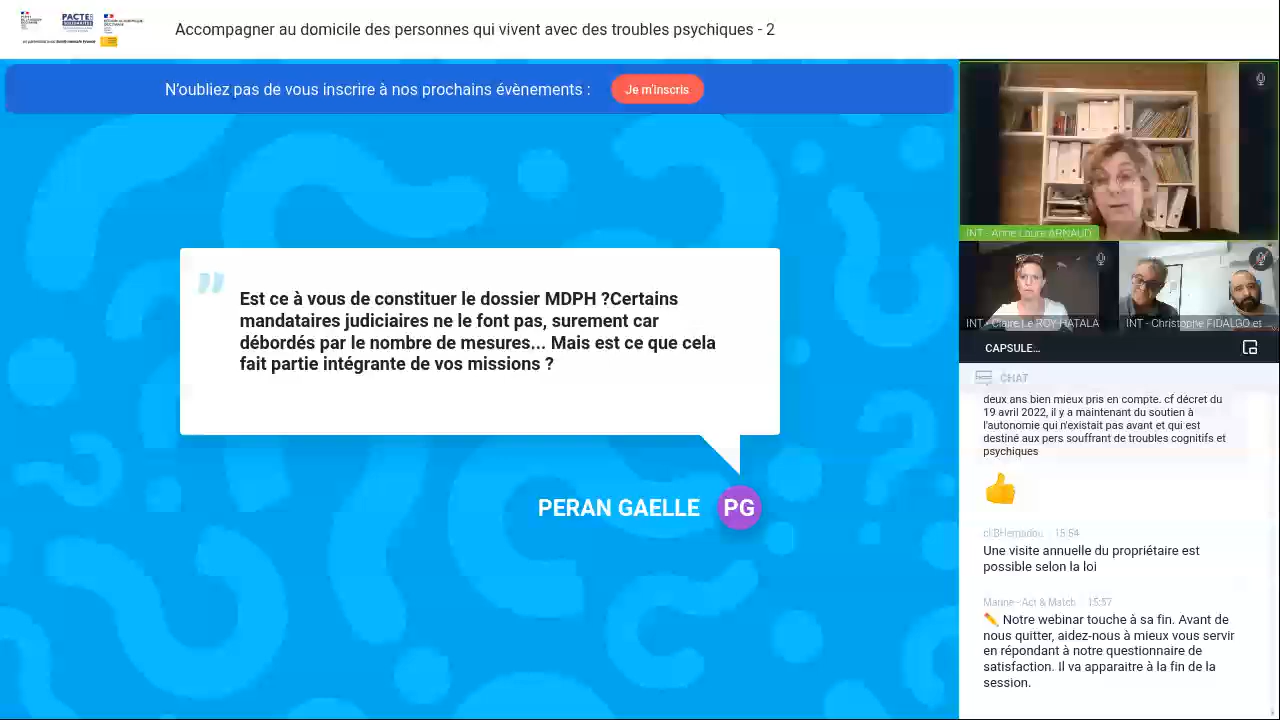 PACTE
SOLIDARITÉS
Accompagner au domicile des personnes qui vivent avec des troubles psychiques - 2
N'oubliez pas de vous inscrire à nos prochains évènements :
Je m'inscris
Est ce à vous de constituer le dossier MDPH ?Certains
mandataires judiciaires ne le font pas, surement car
débordés par le nombre de mesures... Mais est ce que cela
fait partie intégrante de vos missions ?
PERAN GAELLE
PG
INT - Anne Laure ARNAUD
INT - Claire Le ROY HATALA
INT - Christophe FIDALGO et ...
CAPSULE...
CHAT
deux ans bien mieux pris en compte. cf décret du
19 avril 2022, il y a maintenant du soutien à
l'autonomie qui n'existait pas avant et qui est
destiné aux pers souffrant de troubles cognitifs et
psychiques
15:54
Une visite annuelle du propriétaire est
possible selon la loi
Marine - Act & Match 15:57
✏️ Notre webinar touche à sa fin. Avant de
nous quitter, aidez-nous à mieux vous servir
en répondant à notre questionnaire de
satisfaction. Il va apparaitre à la fin de la
session.